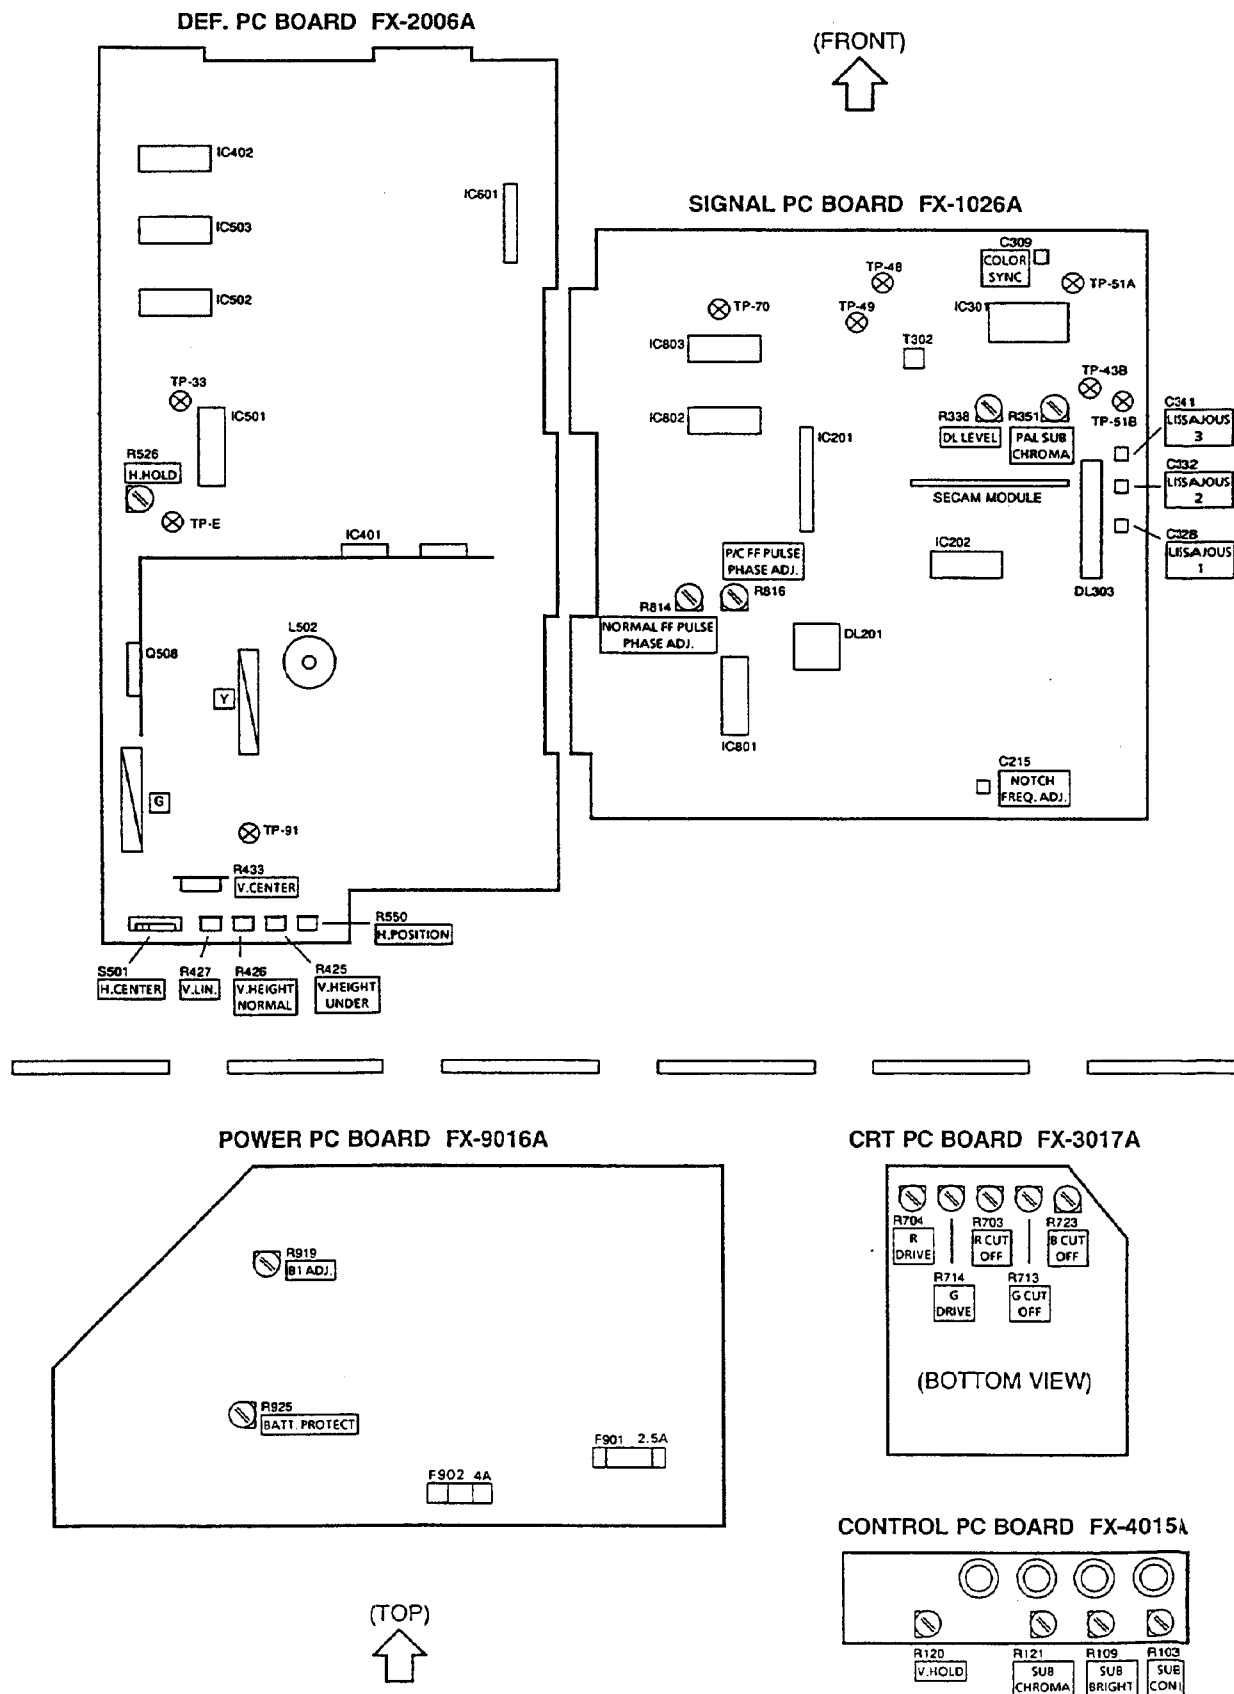 DEF. PC BOARD FX-2006A
(FRONT)
IC402
IC601
IC503
IC502
TP-33
IC501
R526
H.HOLD
TP-E
IC401
L502
Q508
Y
G
TP-91
R433
V.CENTER
R550
H.POSITION
S501
H.CENTER
R427
V.LIN.
R426
V.HEIGHT
NORMAL
R425
V.HEIGHT
UNDER
SIGNAL PC BOARD FX-1026A
C309
COLOR
SYNC
TP-48
TP-51A
TP-70
TP-49
IC301
IC803
T302
TP-43B
IC802
R338
DL LEVEL
R351
PAL SUB
CHROMA
TP-51B
C341
LISSAJOUS
3
IC201
SECAM MODULE
C332
LISSAJOUS
2
C328
LISSAJOUS
1
IC202
DL303
P/C FF PULSE
PHASE ADJ.
R816
R814
NORMAL FF PULSE
PHASE ADJ.
DL201
IC801
C215
NOTCH
FREQ. ADJ.
POWER PC BOARD FX-9016A
R919
B1 ADJ.
R925
BATT. PROTECT
F901 2.5A
F902 4A
(TOP)
CRT PC BOARD FX-3017A
R704
R
DRIVE
R703
R CUT
OFF
R723
B CUT
OFF
R714
G
DRIVE
R713
G CUT
OFF
(BOTTOM VIEW)
CONTROL PC BOARD FX-4015A
R120
V.HOLD
R121
SUB
CHROMA
R109
SUB
BRIGHT
R103
SUB
CONT.